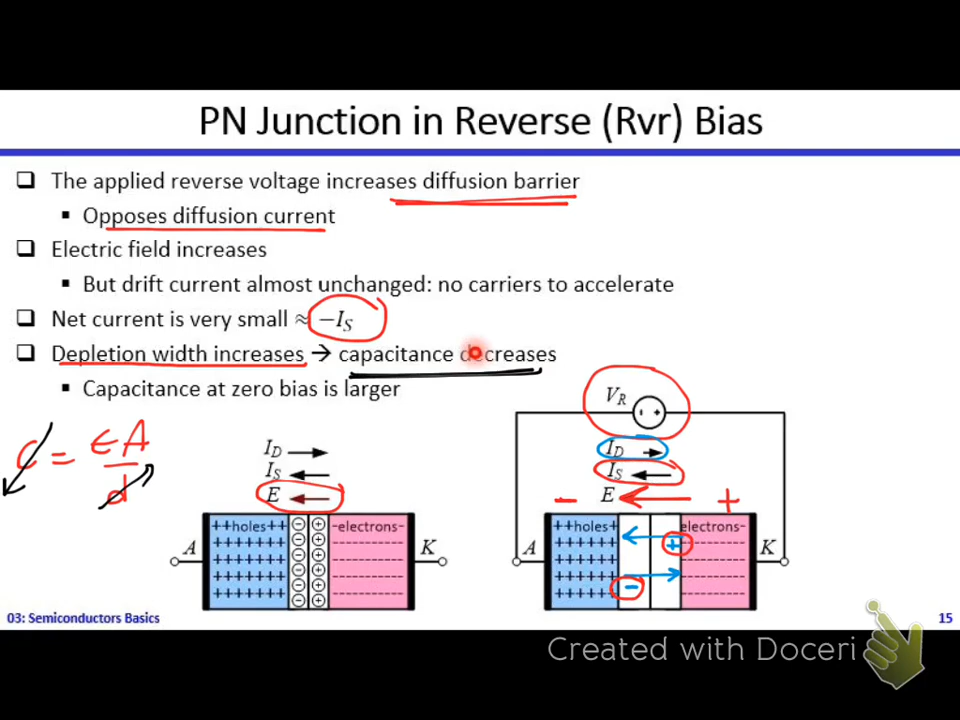 PN Junction in Reverse (Rvr) Bias
❑ The applied reverse voltage increases diffusion barrier
▪ Opposes diffusion current
❑ Electric field increases
▪ But drift current almost unchanged: no carriers to accelerate
❑ Net current is very small ≈ −I_S
❑ Depletion width increases → capacitance decreases
▪ Capacitance at zero bias is larger
C = ϵA/d
I_D →
I_S ←
E ←
A
++holes++
++++++
++++++
++++++
++++++
⊖ ⊕
⊖ ⊕
⊖ ⊕
⊖ ⊕
⊖ ⊕
⊖ ⊕
-electrons-
K
V_R
I_D →
I_S ←
− E ← +
A
++holes+
++++++
++++++
++++++
++++++
+
−
electrons-
K
03: Semiconductors Basics
15
Created with Doceri